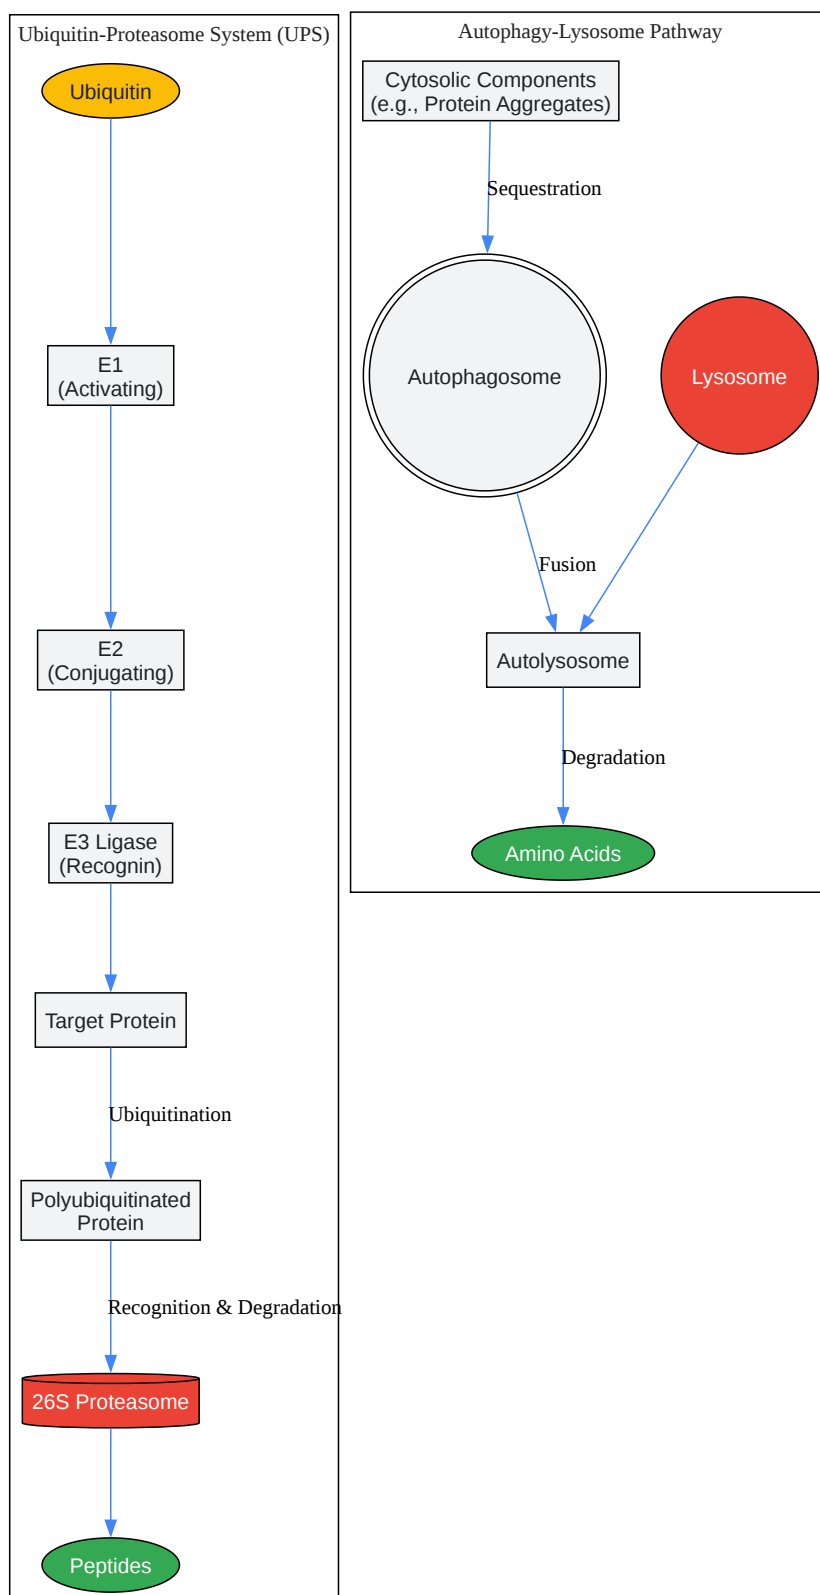 Ubiquitin-Proteasome System (UPS)
Ubiquitin
E1
(Activating)
E2
(Conjugating)
E3 Ligase
(Recognin)
Target Protein
Ubiquitination
Polyubiquitinated
Protein
Recognition & Degradation
26S Proteasome
Peptides
Autophagy-Lysosome Pathway
Cytosolic Components
(e.g., Protein Aggregates)
Sequestration
Autophagosome
Lysosome
Fusion
Autolysosome
Degradation
Amino Acids